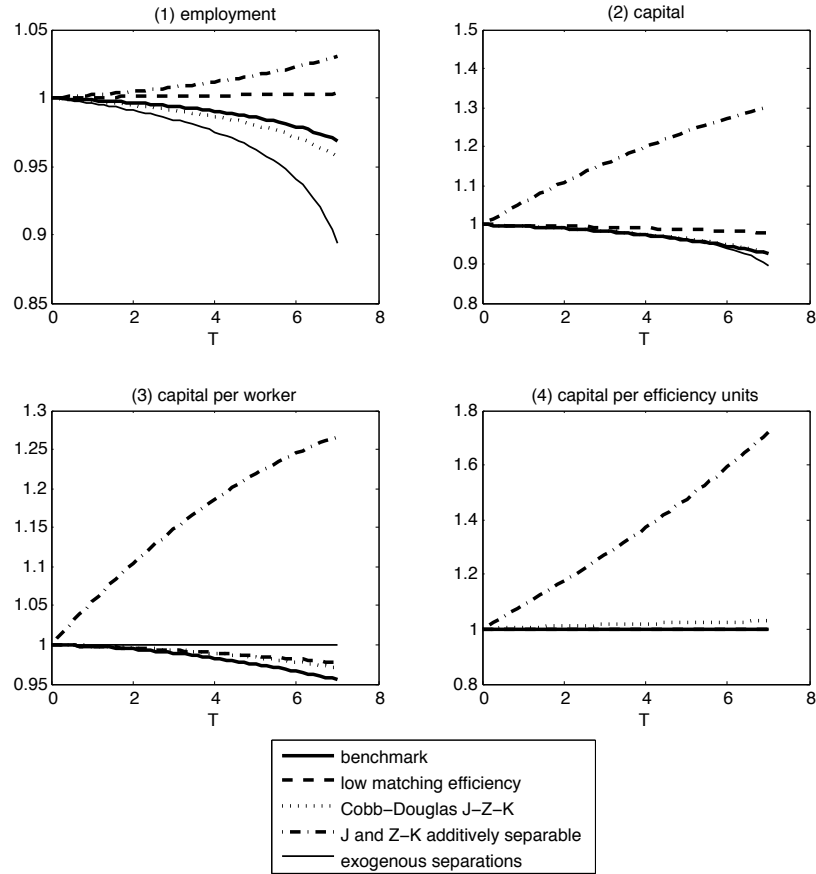 (1) employment
1.05
1
0.95
0.9
0.85
0 2 4 6 8
T
(2) capital
1.5
1.4
1.3
1.2
1.1
1
0.9
0.8
0 2 4 6 8
T
(3) capital per worker
1.3
1.25
1.2
1.15
1.1
1.05
1
0.95
0 2 4 6 8
T
(4) capital per efficiency units
1.8
1.6
1.4
1.2
1
0.8
0 2 4 6 8
T
benchmark
low matching efficiency
Cobb−Douglas J−Z−K
J and Z−K additively separable
exogenous separations